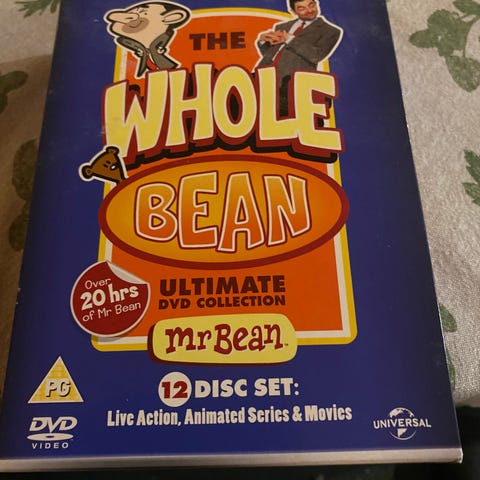 THE
WHOLE
BEAN
Over
20 hrs
of Mr Bean
ULTIMATE
DVD COLLECTION
mr Bean™
PG
12 DISC SET:
DVD
VIDEO
Live Action, Animated Series & Movies
UNIVERSAL